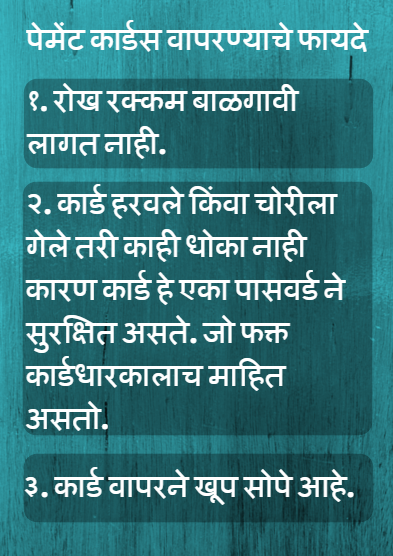 पेमेंट कार्डस वापरण्याचे फायदे
१. रोख रक्कम बाळगावी
लागत नाही.
२. कार्ड हरवले किंवा चोरीला
गेले तरी काही धोका नाही
कारण कार्ड हे एका पासवर्ड ने
सुरक्षित असते. जो फक्त
कार्डधारकालाच माहित
असतो.
३. कार्ड वापरने खूप सोपे आहे.